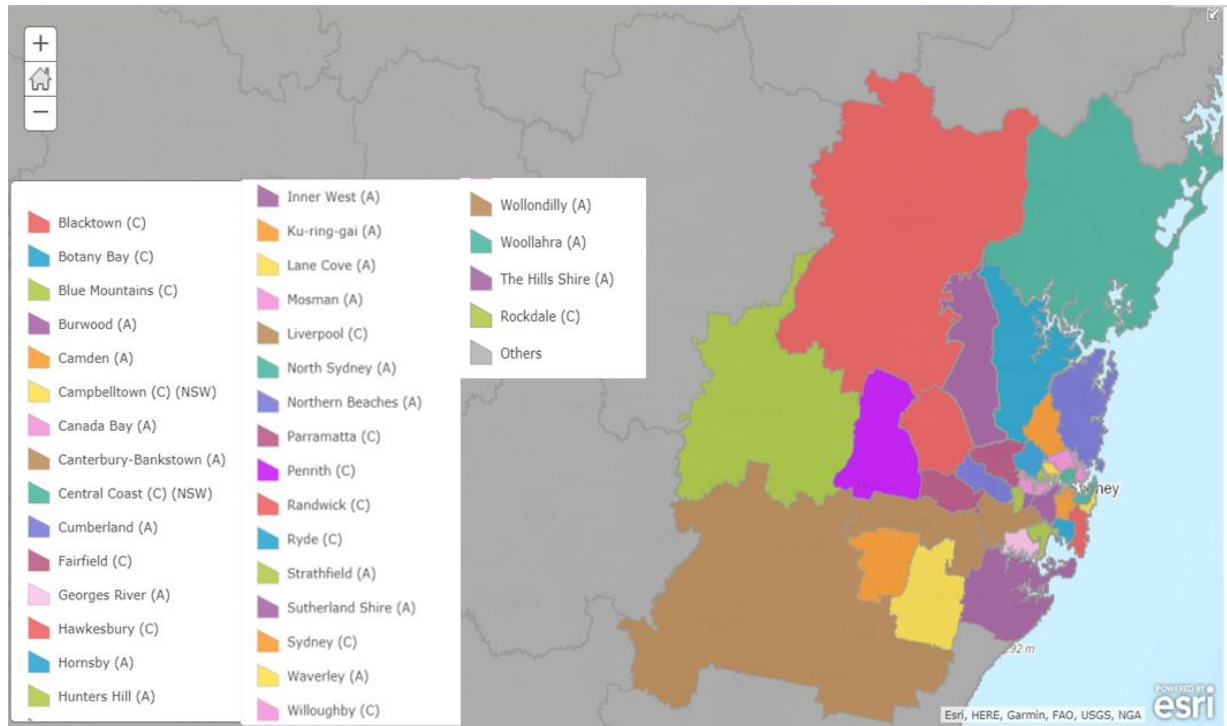 +
−
Blacktown (C)
Botany Bay (C)
Blue Mountains (C)
Burwood (A)
Camden (A)
Campbelltown (C) (NSW)
Canada Bay (A)
Canterbury-Bankstown (A)
Central Coast (C) (NSW)
Cumberland (A)
Fairfield (C)
Georges River (A)
Hawkesbury (C)
Hornsby (A)
Hunters Hill (A)
Inner West (A)
Ku-ring-gai (A)
Lane Cove (A)
Mosman (A)
Liverpool (C)
North Sydney (A)
Northern Beaches (A)
Parramatta (C)
Penrith (C)
Randwick (C)
Ryde (C)
Strathfield (A)
Sutherland Shire (A)
Sydney (C)
Waverley (A)
Willoughby (C)
Wollondilly (A)
Woollahra (A)
The Hills Shire (A)
Rockdale (C)
Others
292 m
Esri, HERE, Garmin, FAO, USGS, NGA
POWERED BY
esri